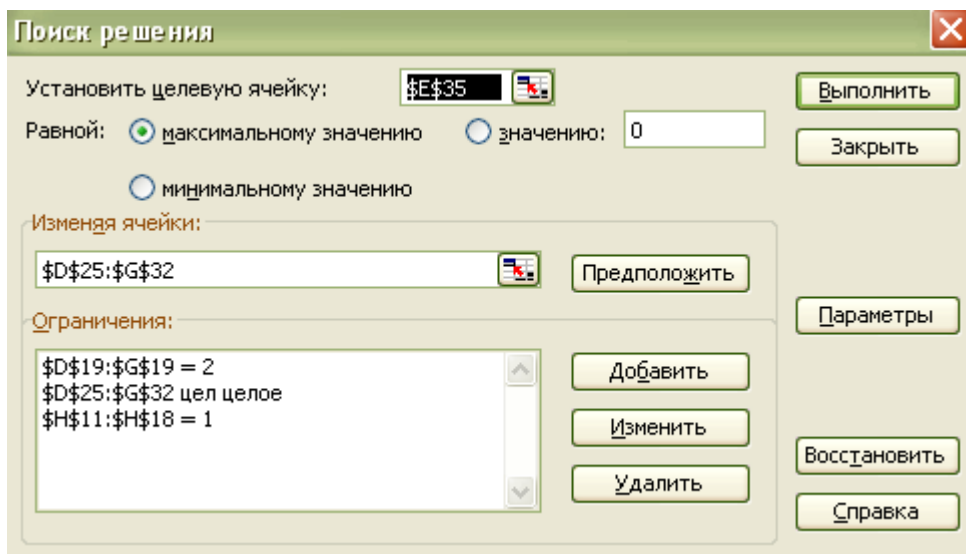 Поиск решения
Установить целевую ячейку: $E$35
Выполнить
Равной: максимальному значению значению: 0
Закрыть
минимальному значению
Изменяя ячейки:
$D$25:$G$32
Предположить
Ограничения:
Параметры
$D$19:$G$19 = 2
$D$25:$G$32 цел целое
$H$11:$H$18 = 1
Добавить
Изменить
Удалить
Восстановить
Справка